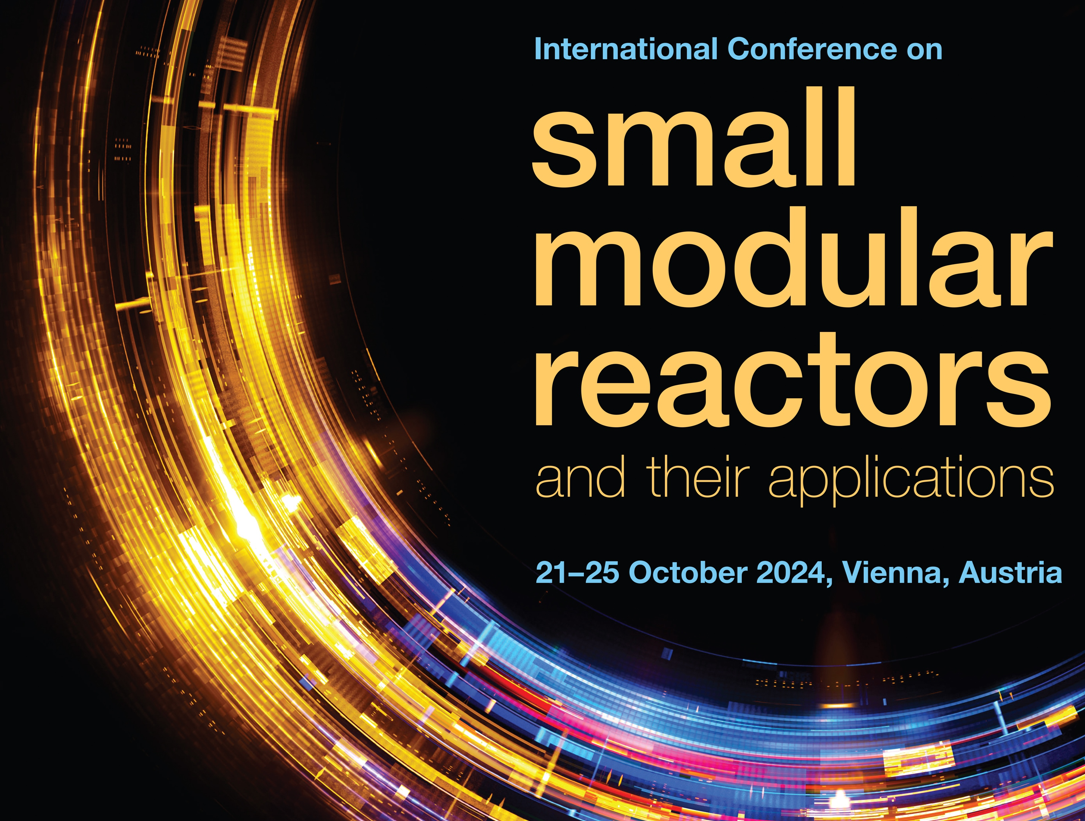 International Conference on
small
modular
reactors
and their applications
21–25 October 2024, Vienna, Austria